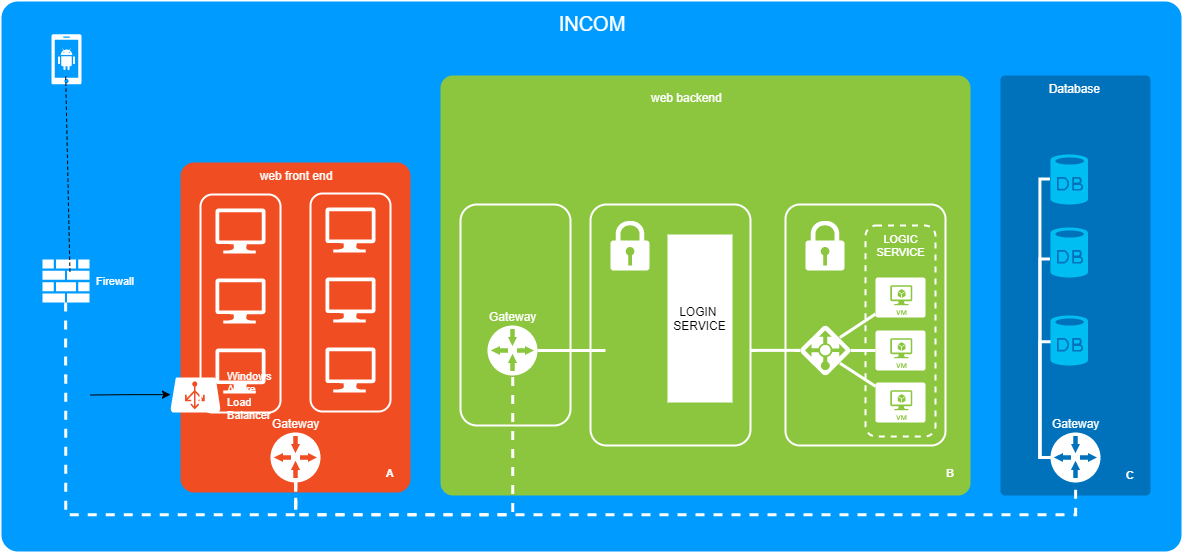 INCOM
web backend
Database
web front end
DB
LOGIC
SERVICE
DB
Firewall
VM
LOGIN
SERVICE
Gateway
DB
VM
Windows
Azure
Load
Balancer
VM
Gateway
Gateway
A
B
C